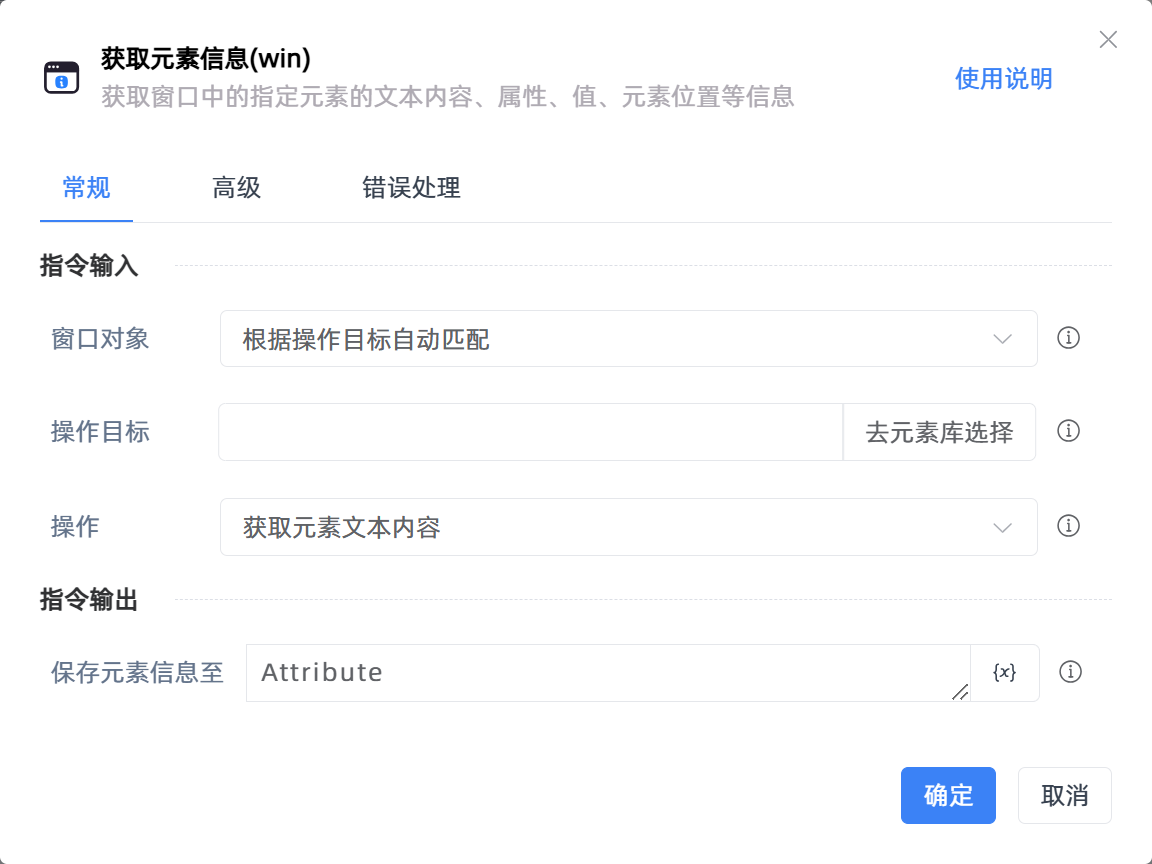 获取元素信息(win)
获取窗口中的指定元素的文本内容、属性、值、元素位置等信息
使用说明
常规
高级
错误处理
指令输入
窗口对象
根据操作目标自动匹配
操作目标
去元素库选择
操作
获取元素文本内容
指令输出
保存元素信息至
Attribute
{x}
确定
取消